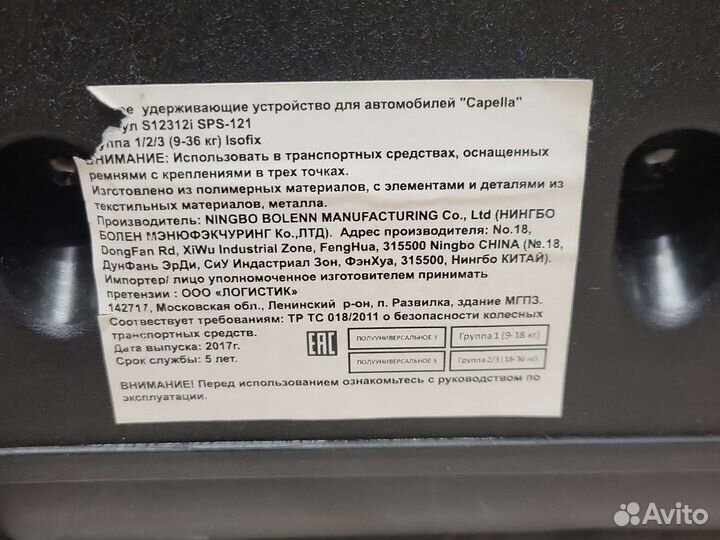 удерживающие устройство для автомобилей "Capella"
S12312i SPS-121
1/2/3 (9-36 кг) Isofix
ВНИМАНИЕ: Использовать в транспортных средствах, оснащенных
ремнями с креплениями в трех точках.
Изготовлено из полимерных материалов, с элементами и деталями из
текстильных материалов, металла.
Производитель: NINGBO BOLENN MANUFACTURING Co., Ltd (НИНГБО
БОЛЕН МЭНЮФЭКЧУРИНГ Ко.,ЛТД). Адрес производителя: No.18,
DongFan Rd, XiWu Industrial Zone, FengHua, 315500 Ningbo CHINA (№.18,
ДунФань ЭрДи, СиУ Индастриал Зон, ФэнХуа, 315500, Нингбо КИТАЙ).
Импортер/ лицо уполномоченное изготовителем принимать
претензии : ООО «ЛОГИСТИК»
142717, Московская обл., Ленинский р-он, п. Развилка, здание МГПЗ.
Соотвествует требованиям: ТР ТС 018/2011 о безопасности колесных
транспортных средств.
Дата выпуска: 2017г.
Срок службы: 5 лет.
EAC
ПОЛУУНИВЕРСАЛЬНОЕ Y Группа 1 (9-18 кг)
ПОЛУУНИВЕРСАЛЬНОЕ S Группа 2/3 (18-36 кг)
ВНИМАНИЕ! Перед использованием ознакомьтесь с руководством по
эксплуатации.
Avito